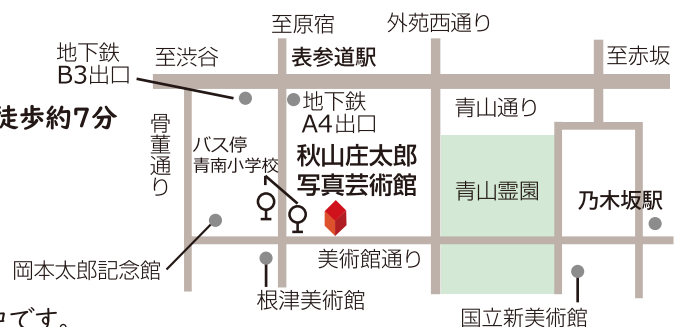 至原宿
外苑西通り
地下鉄
B3出口
至渋谷
表参道駅
至赤坂
徒歩約7分
地下鉄
A4出口
青山通り
骨董通り
バス停
青南小学校
秋山庄太郎
写真芸術館
青山霊園
乃木坂駅
岡本太郎記念館
美術館通り
根津美術館
国立新美術館
です。